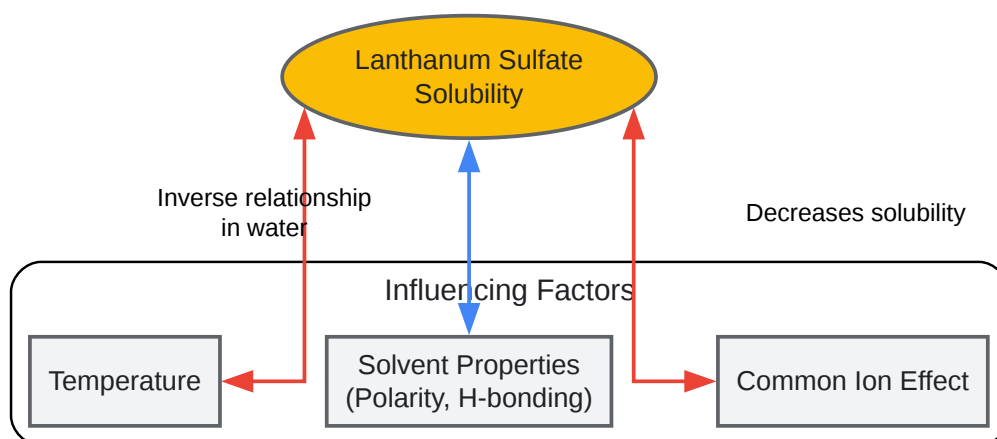 Lanthanum Sulfate
Solubility
Inverse relationship
in water
Decreases solubility
Influencing Factors
Temperature
Solvent Properties
(Polarity, H-bonding)
Common Ion Effect